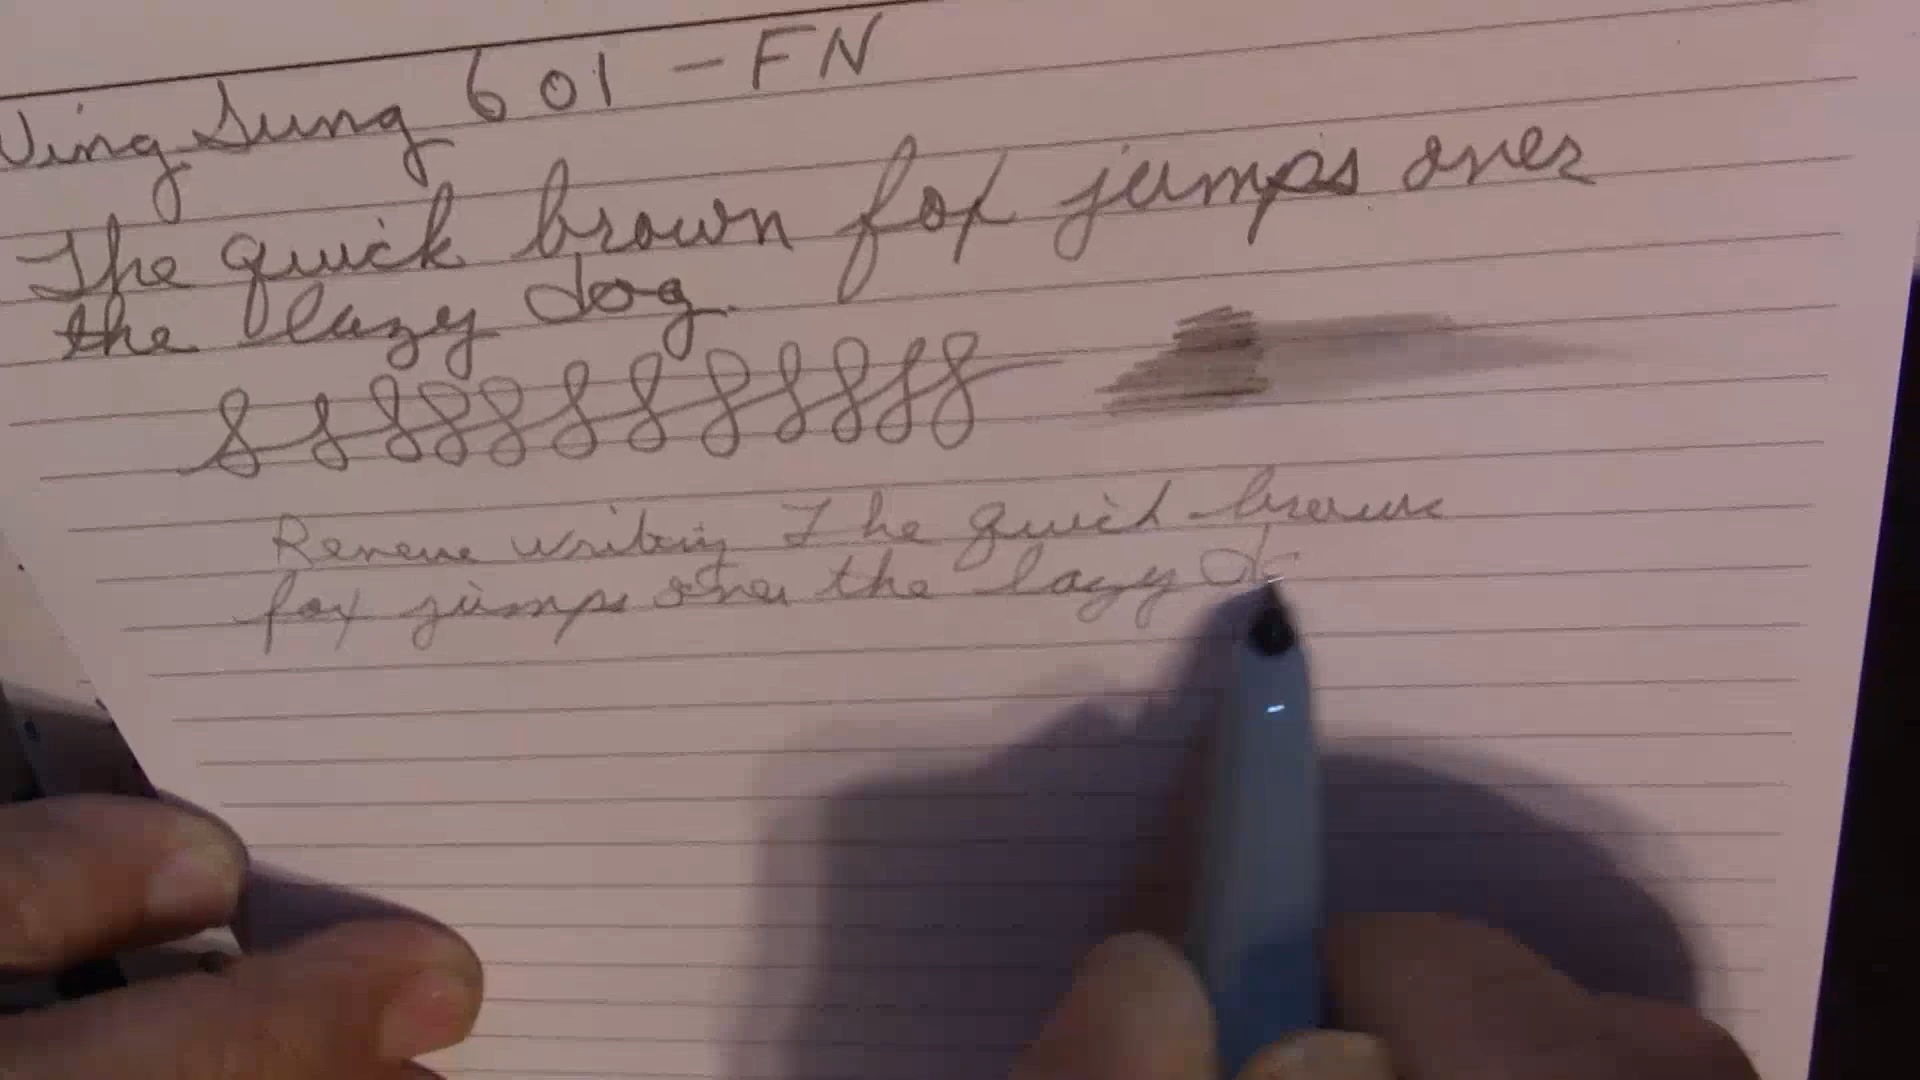 Wing Sung 601 - FN
The quick brown fox jumps over
the lazy dog.
Reverse writing The quick brown
fox jumps over the lazy do